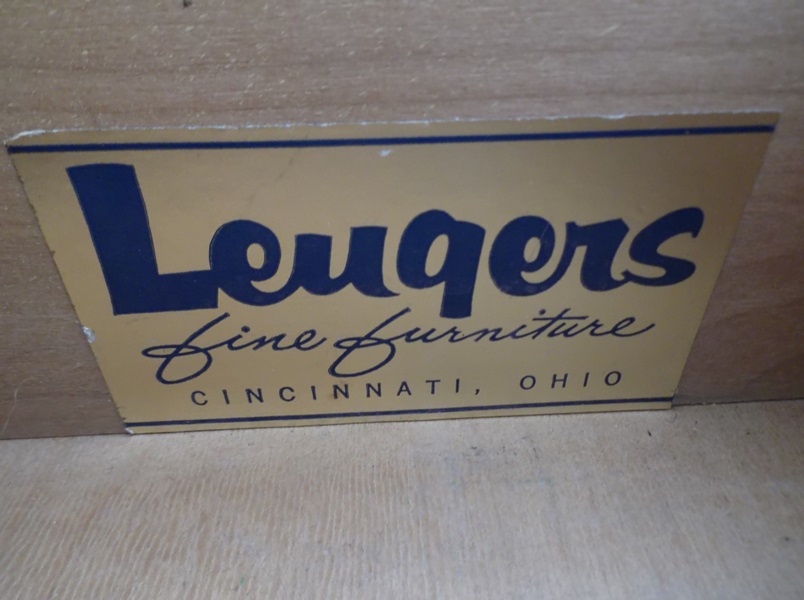 Leugers
fine furniture
CINCINNATI, OHIO